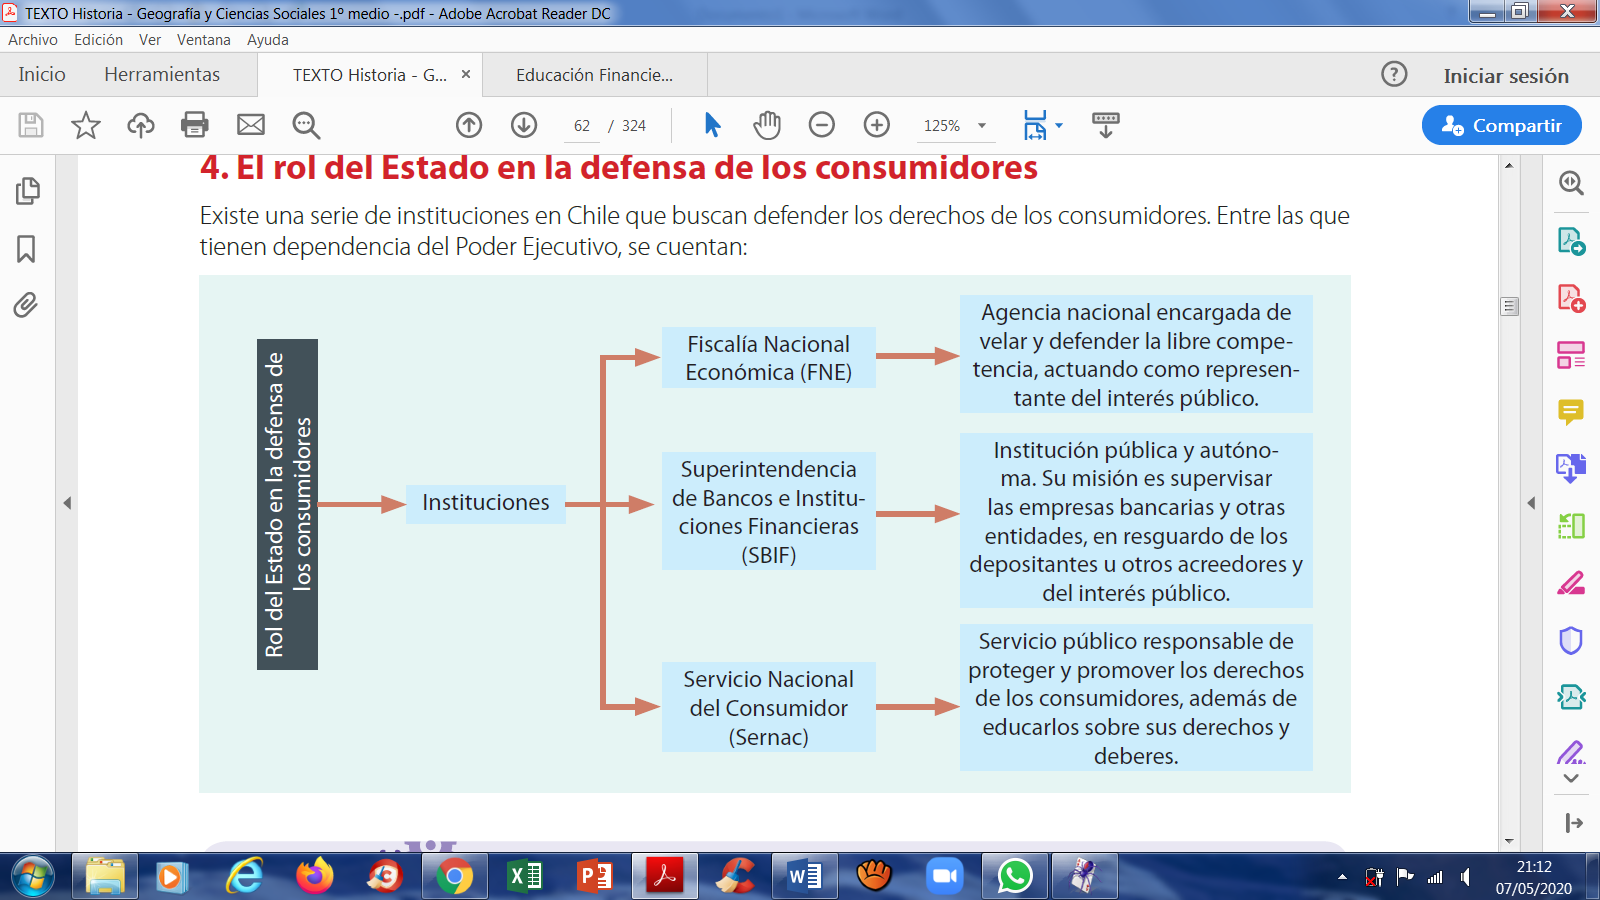 TEXTO Historia - Geografía y Ciencias Sociales 1º medio -.pdf - Adobe Acrobat Reader DC
Archivo Edición Ver Ventana Ayuda
Inicio Herramientas TEXTO Historia - G... × Educación Financie... ? Iniciar sesión
62 / 324 125% Compartir
4. El rol del Estado en la defensa de los consumidores
Existe una serie de instituciones en Chile que buscan defender los derechos de los consumidores. Entre las que
tienen dependencia del Poder Ejecutivo, se cuentan:
Rol del Estado en la defensa de
los consumidores
Instituciones
Fiscalía Nacional
Económica (FNE)
Agencia nacional encargada de
velar y defender la libre compe-
tencia, actuando como represen-
tante del interés público.
Superintendencia
de Bancos e Institu-
ciones Financieras
(SBIF)
Institución pública y autóno-
ma. Su misión es supervisar
las empresas bancarias y otras
entidades, en resguardo de los
depositantes u otros acreedores y
del interés público.
Servicio Nacional
del Consumidor
(Sernac)
Servicio público responsable de
proteger y promover los derechos
de los consumidores, además de
educarlos sobre sus derechos y
deberes.
21:12
07/05/2020